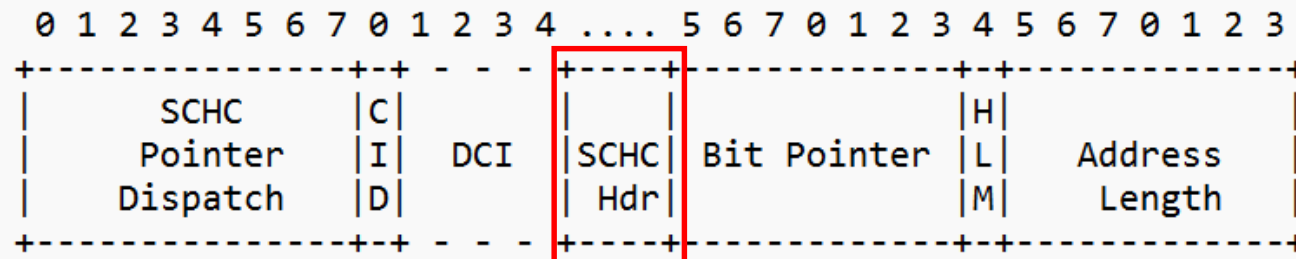 0 1 2 3 4 5 6 7 0 1 2 3 4 .... 5 6 7 0 1 2 3 4 5 6 7 0 1 2 3
+---------------+-+ - - - +----+-------------+-+-------------+
|     SCHC      |C|       |    |             |H|             |
|    Pointer    |I|  DCI  |SCHC| Bit Pointer |L|   Address   |
|    Dispatch   |D|       | Hdr|             |M|    Length   |
+---------------+-+ - - - +----+-------------+-+-------------+